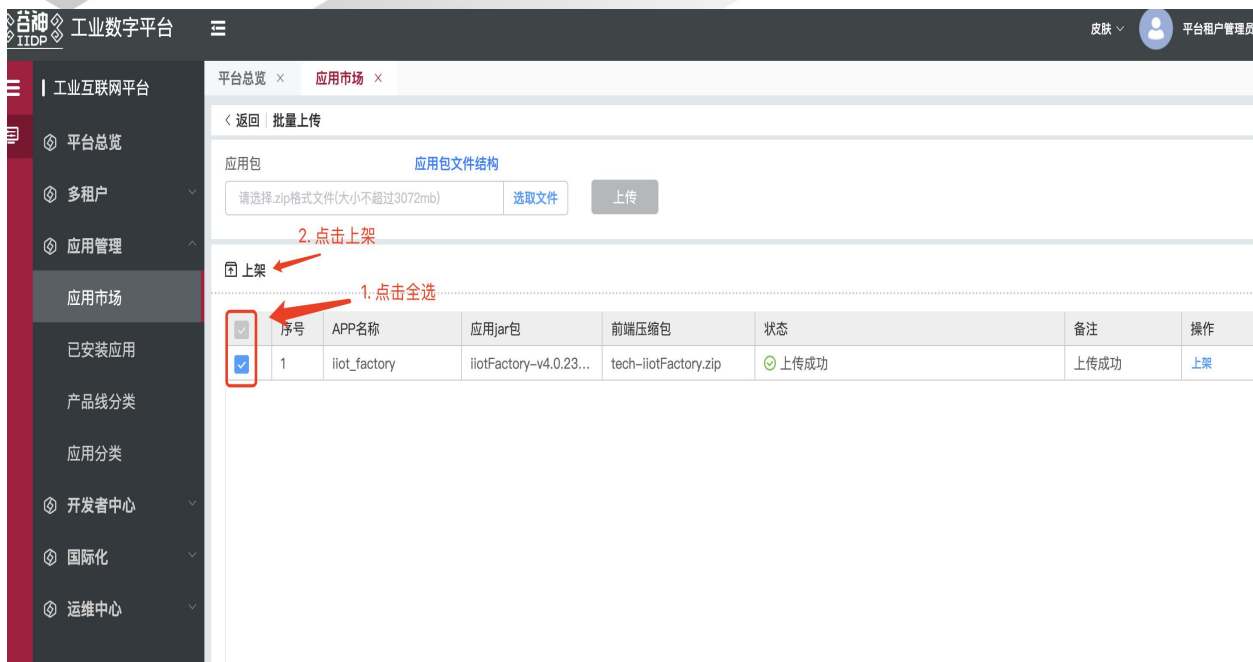 谷神 工业数字平台
IIDP
皮肤
平台租户管理员
工业互联网平台
平台总览
多租户
应用管理
应用市场
已安装应用
产品线分类
应用分类
开发者中心
国际化
运维中心
平台总览 × 应用市场 ×
< 返回 批量上传
应用包 应用包文件结构
请选择.zip格式文件(大小不超过3072mb) 选取文件 上传
2. 点击上架
上架
1. 点击全选
序号 APP名称 应用jar包 前端压缩包 状态 备注 操作
1 iiot_factory iiotFactory-v4.0.23... tech-iiotFactory.zip 上传成功 上传成功 上架